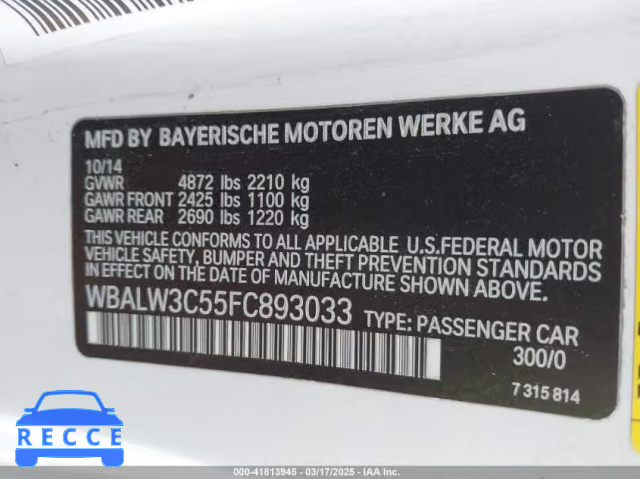 MFD BY BAYERISCHE MOTOREN WERKE AG
10/14
GVWR 4872 lbs 2210 kg
GAWR FRONT 2425 lbs 1100 kg
GAWR REAR 2690 lbs 1220 kg
THIS VEHICLE CONFORMS TO ALL APPLICABLE U.S.FEDERAL MOTOR
VEHICLE SAFETY, BUMPER AND THEFT PREVENTION STANDARDS
IN EFFECT ON THE DATE OF MANUFACTURE SHOWN ABOVE.
WBALW3C55FC893033 TYPE: PASSENGER CAR
300/0
7 315 814
RECCE
00-41813945 - 03/17/2025 - IAA Inc.